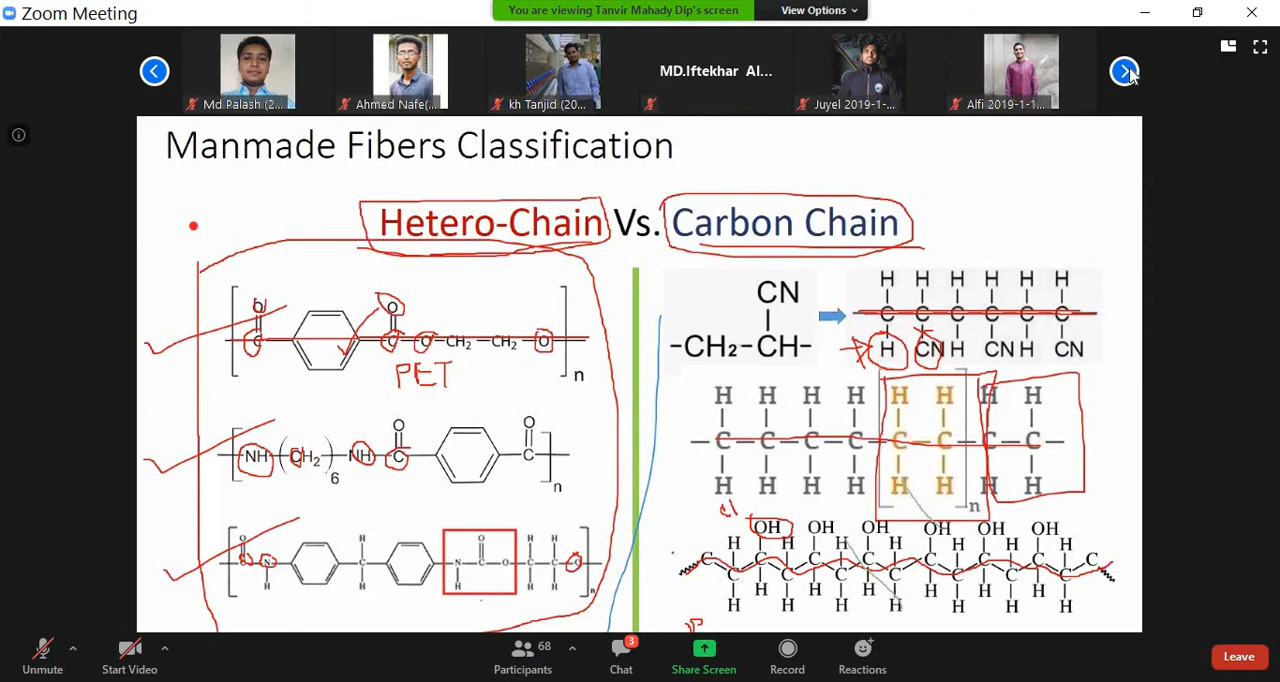 Zoom Meeting
You are viewing Tanvir Mahady Dip's screen
View Options
Md Palash (2...
Ahmed Nafe(...
kh Tanjid (20...
MD.Iftekhar Al...
Juyel 2019-1-...
Alfi 2019-1-1...
Manmade Fibers Classification
Hetero-Chain Vs. Carbon Chain
O O
C C O CH2 CH2 O
n
PET
NH (CH2)6 NH C O C O
n
O O H H H
C N C N C O C C O
H H H H H
n
CN
-CH2-CH-
H H H H H H
C C C C C C
H CN H CN H CN
H H H H H H H H
C C C C C C C C
H H H H H H H H
n
cl
OH OH OH OH OH OH
H H H H H H H
C C C C C C C C
C C C C C C C
H H H H H H
H H H H H H H
Unmute
Start Video
Participants
68
Chat
3
Share Screen
Record
Reactions
Leave